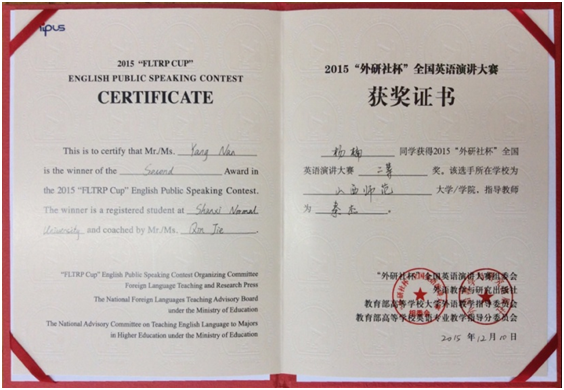 ipus
2015 "FLTRP CUP"
ENGLISH PUBLIC SPEAKING CONTEST
CERTIFICATE
This is to certify that Mr./Ms. Yang Nan
is the winner of the Second Award in
the 2015 "FLTRP Cup" English Public Speaking Contest.
The winner is a registered student at Shanxi Normal
University and coached by Mr./Ms. Qin Jie.
"FLTRP Cup" English Public Speaking Contest Organizing Committee
Foreign Language Teaching and Research Press
The National Foreign Languages Teaching Advisory Board
under the Ministry of Education
The National Advisory Committee on Teaching English Language to Majors
in Higher Education under the Ministry of Education
2015 "外研社杯" 全国英语演讲大赛
获奖证书
杨楠 同学获得2015 "外研社杯" 全国
英语演讲大赛 二等 奖。该选手所在学校为
山西师范 大学/学院,指导教师
为 秦杰 。
"外研社杯" 全国英语演讲大赛组委会
外语教学与研究出版社
教育部高等学校大学外语教学指导委员会
教育部高等学校英语专业教学指导分委员会
2015年12月10日